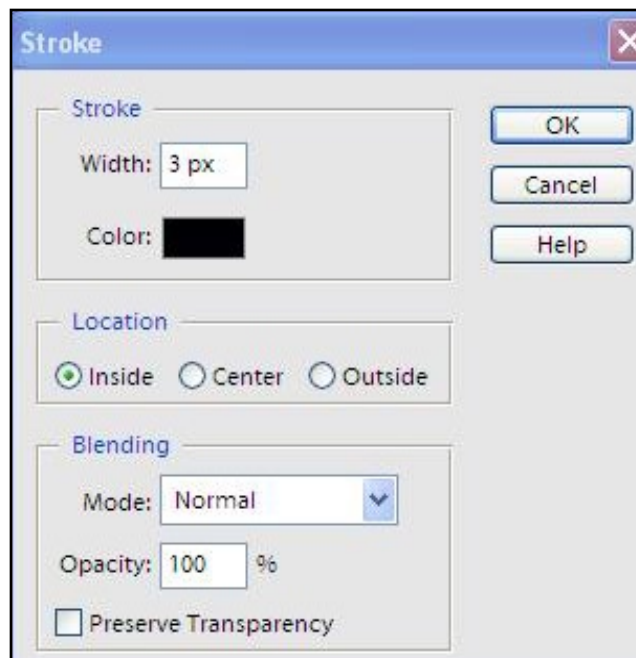 Stroke
Stroke
Width: 3 px
Color:
OK
Cancel
Help
Location
Inside Center Outside
Blending
Mode: Normal
Opacity: 100 %
Preserve Transparency